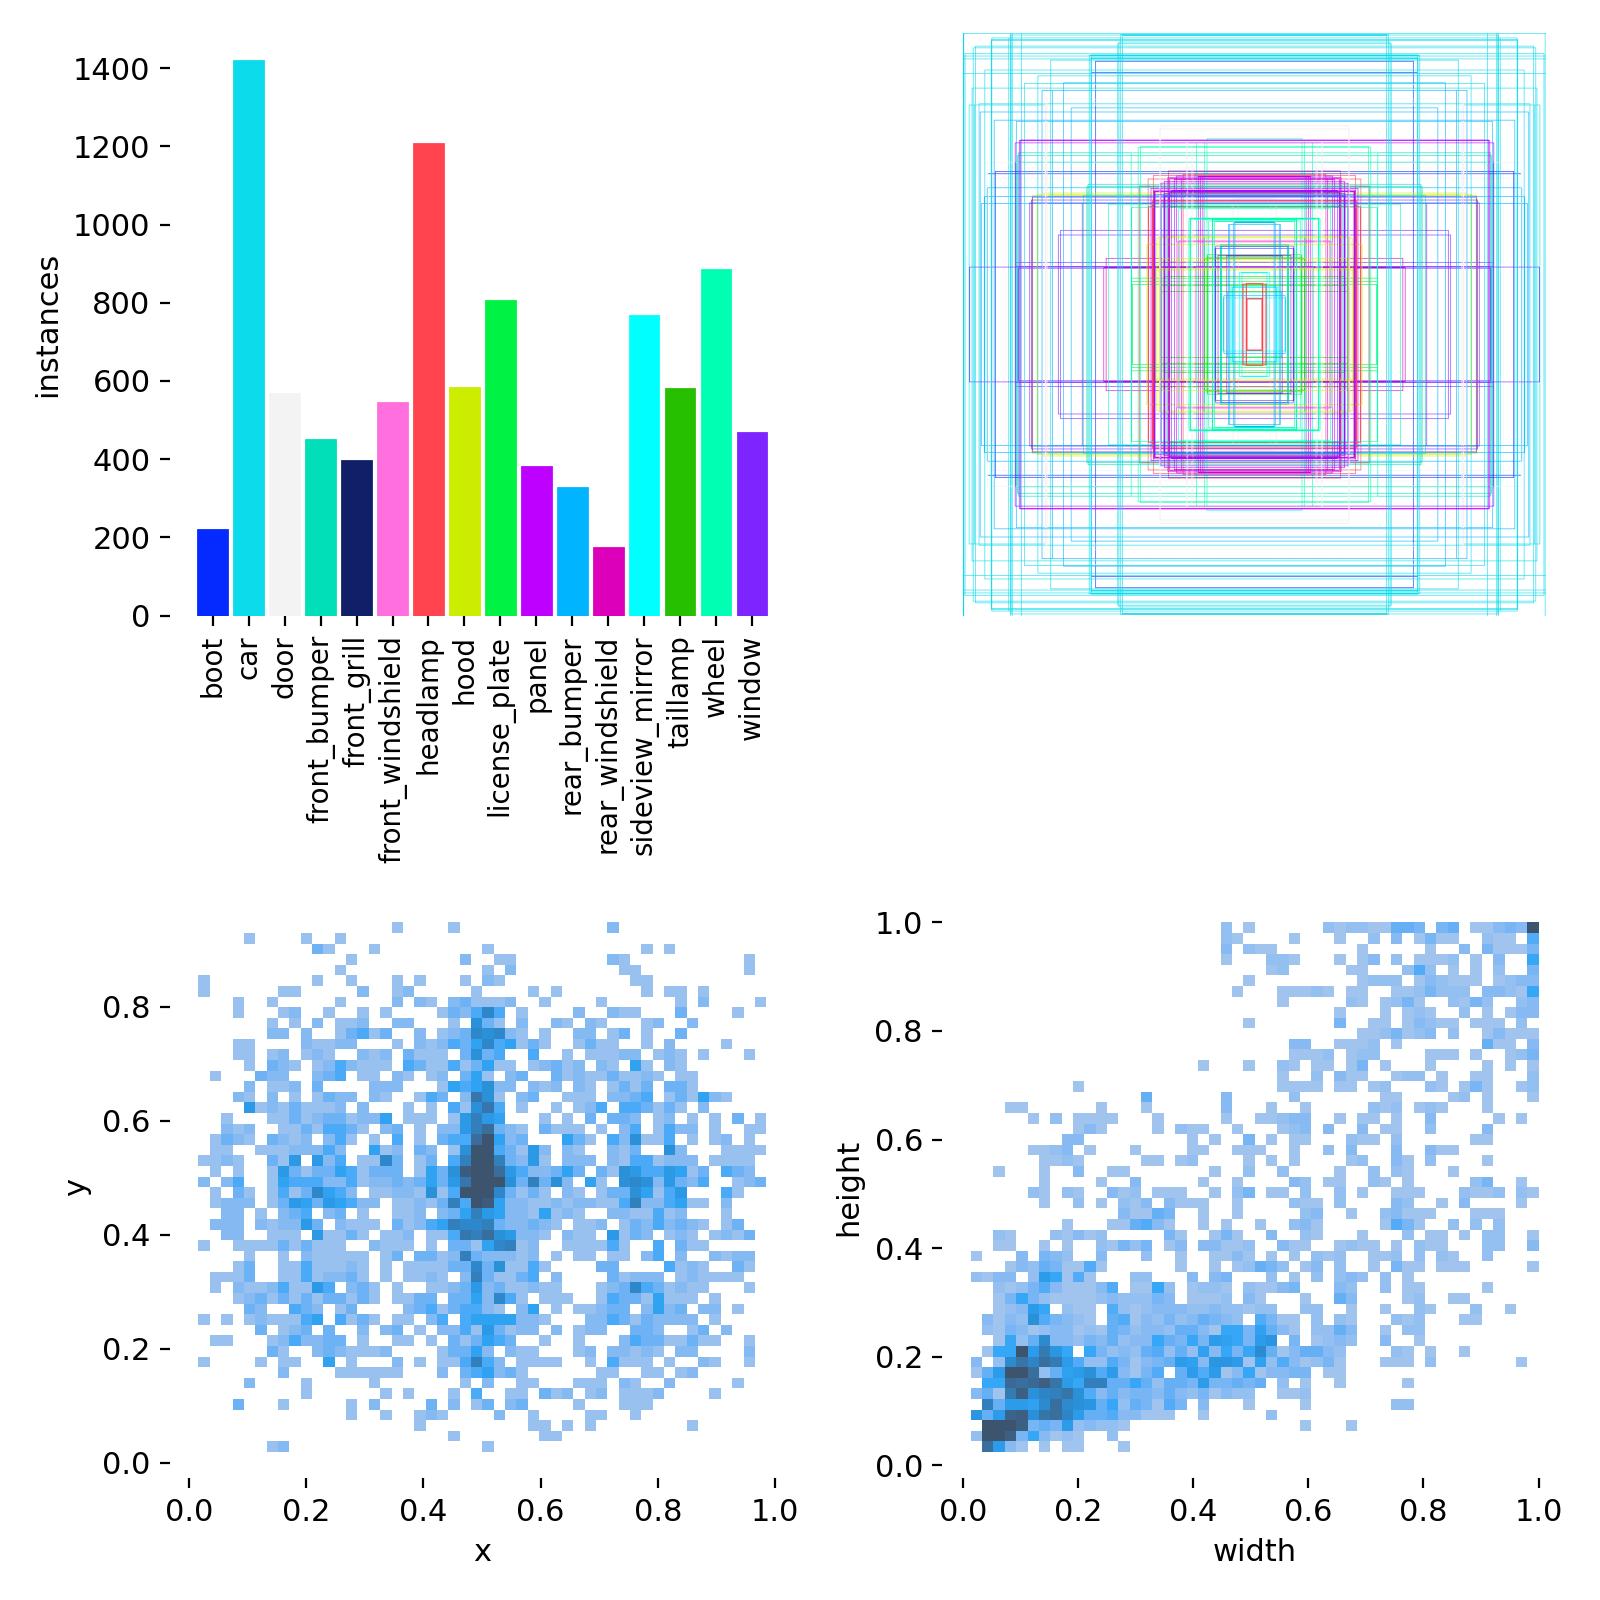 instances
1400
1200
1000
800
600
400
200
0
boot
car
door
front_bumper
front_grill
front_windshield
headlamp
hood
license_plate
panel
rear_bumper
rear_windshield
sideview_mirror
taillamp
wheel
window
y
0.8
0.6
0.4
0.2
0.0
0.0 0.2 0.4 0.6 0.8 1.0
x
height
1.0
0.8
0.6
0.4
0.2
0.0
0.0 0.2 0.4 0.6 0.8 1.0
width